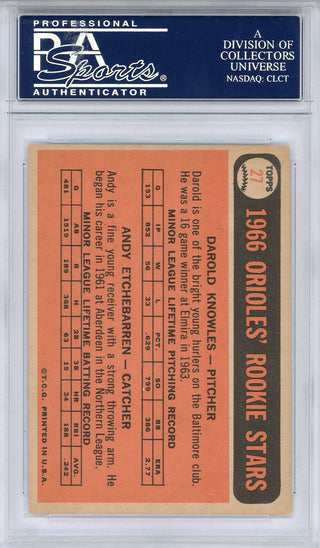 PROFESSIONAL
PSA
Sports
AUTHENTICATOR
A
DIVISION OF
COLLECTORS
UNIVERSE
NASDAQ: CLCT
TOPPS
27
1966 ORIOLES' ROOKIE STARS
DAROLD KNOWLES — PITCHER
Darold is one of the bright young hurlers on the Baltimore club.
He was a 16 game winner at Elmira in 1963.
MINOR LEAGUE LIFETIME PITCHING RECORD
G IP W L PCT. SO BB ERA
153 852 56 33 .629 799 386 2.77
ANDY ETCHEBARREN — CATCHER
Andy is a fine young receiver with a strong throwing arm. He
began his career in 1961 at Aberdeen in the Northern League.
MINOR LEAGUE LIFETIME BATTING RECORD
G AB R H 2B 3B HR RBI AVG.
481 1519 189 368 63 15 34 188 .242
© T.C.G. PRINTED IN U.S.A.